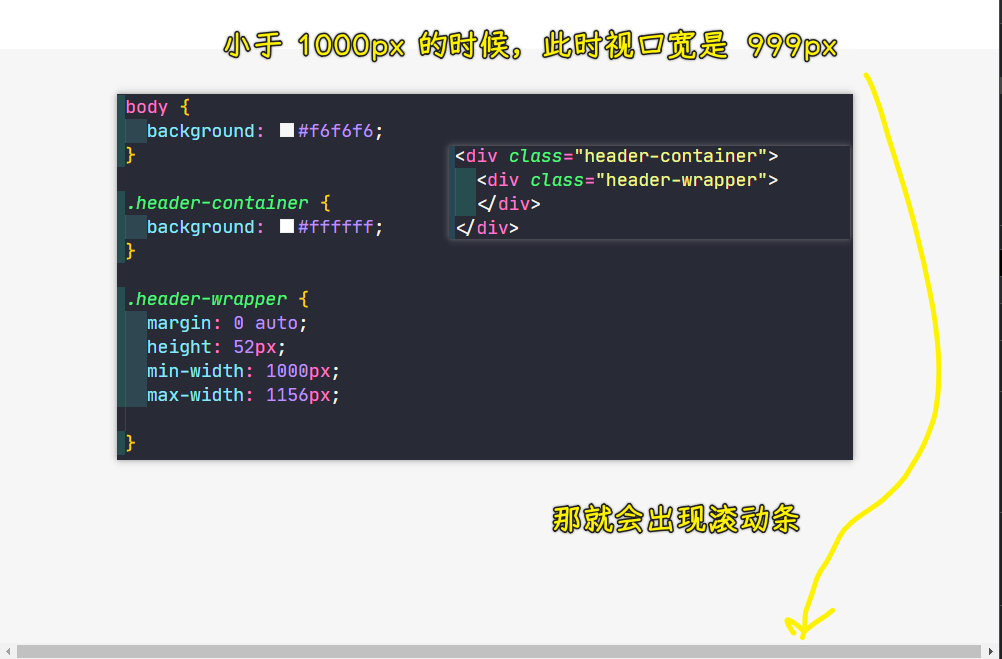 小于 1000px 的时候，此时视口宽是 999px
body {
background: #f6f6f6;
}
.header-container {
background: #ffffff;
}
.header-wrapper {
margin: 0 auto;
height: 52px;
min-width: 1000px;
max-width: 1156px;
}
<div class="header-container">
<div class="header-wrapper">
</div>
</div>
那就会出现滚动条